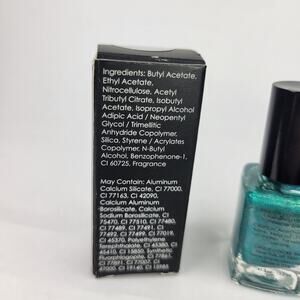 Ingredients: Butyl Acetate,
Ethyl Acetate,
Nitrocellulose, Acetyl
Tributyl Citrate, Isobutyl
Acetate, Isopropyl Alcohol
Adipic Acid / Neopentyl
Glycol / Trimellitic
Anhydride Copolymer,
Silica, Styrene / Acrylates
Copolymer, N-Butyl
Alcohol, Benzophenone-1,
CI 60725, Fragrance
May Contain: Aluminum
Calcium Silicate, CI 77000,
CI 77163, CI 42090,
Calcium Aluminum
Borosilicate, Calcium
Sodium Borosilicate, CI
75470, CI 77510, CI 77480,
CI 77489, CI 77491, CI
77492, CI 77499, CI 77019,
CI 45370, Polyethylene
Terephthalate, CI 45380, CI
45410, CI 15850, Synthetic
Fluorphlogopite, CI 77861,
CI 77891, CI 77007, CI
CI 19140, CI 15985